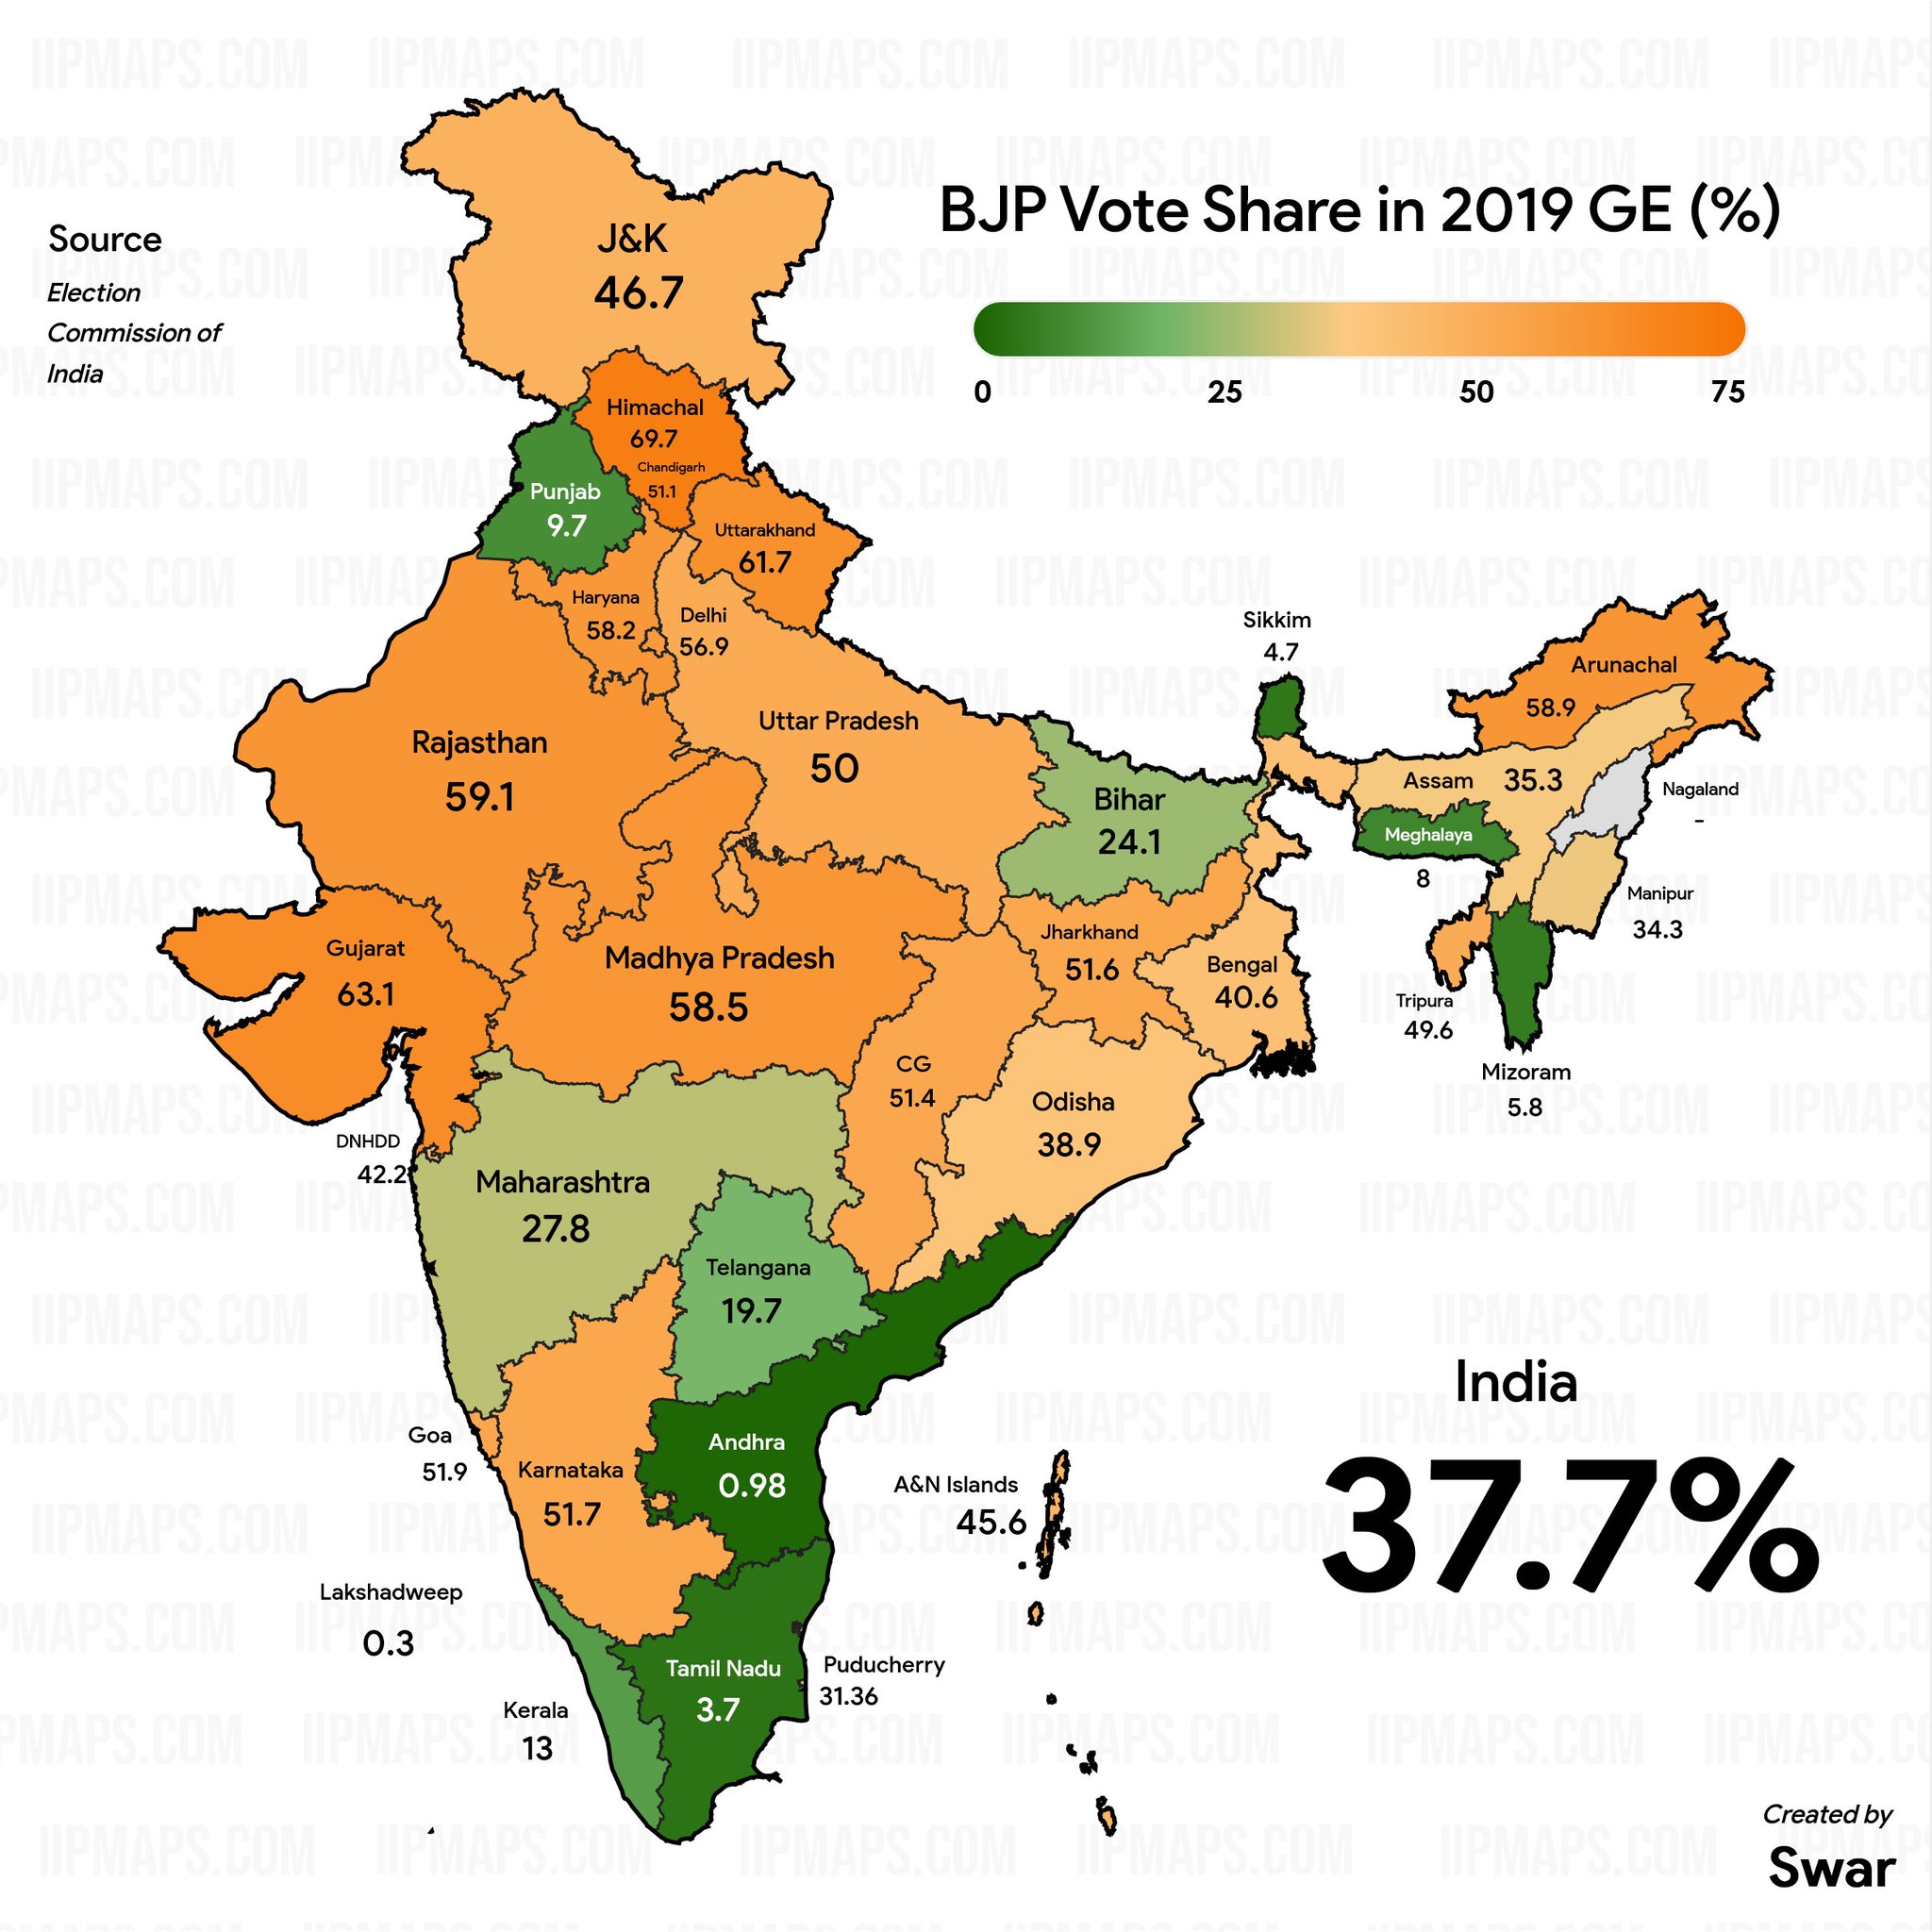 BJP Vote Share in 2019 GE (%)
0 25 50 75
Source
Election
Commission of
India
J&K
46.7
Himachal
69.7
Chandigarh
51.1
Punjab
9.7
Uttarakhand
61.7
Haryana
58.2
Delhi
56.9
Sikkim
4.7
Arunachal
58.9
Rajasthan
59.1
Uttar Pradesh
50
Bihar
24.1
Assam 35.3
Nagaland
-
Meghalaya
8
Manipur
34.3
Gujarat
63.1
Madhya Pradesh
58.5
Jharkhand
51.6
Bengal
40.6
Tripura
49.6
Mizoram
5.8
CG
51.4
Odisha
38.9
DNHDD
42.2
Maharashtra
27.8
Telangana
19.7
Goa
51.9
Karnataka
51.7
Andhra
0.98
A&N Islands
45.6
India
37.7%
Lakshadweep
0.3
Tamil Nadu
3.7
Puducherry
31.36
Kerala
13
Created by
Swar
IIPMAPS.COM